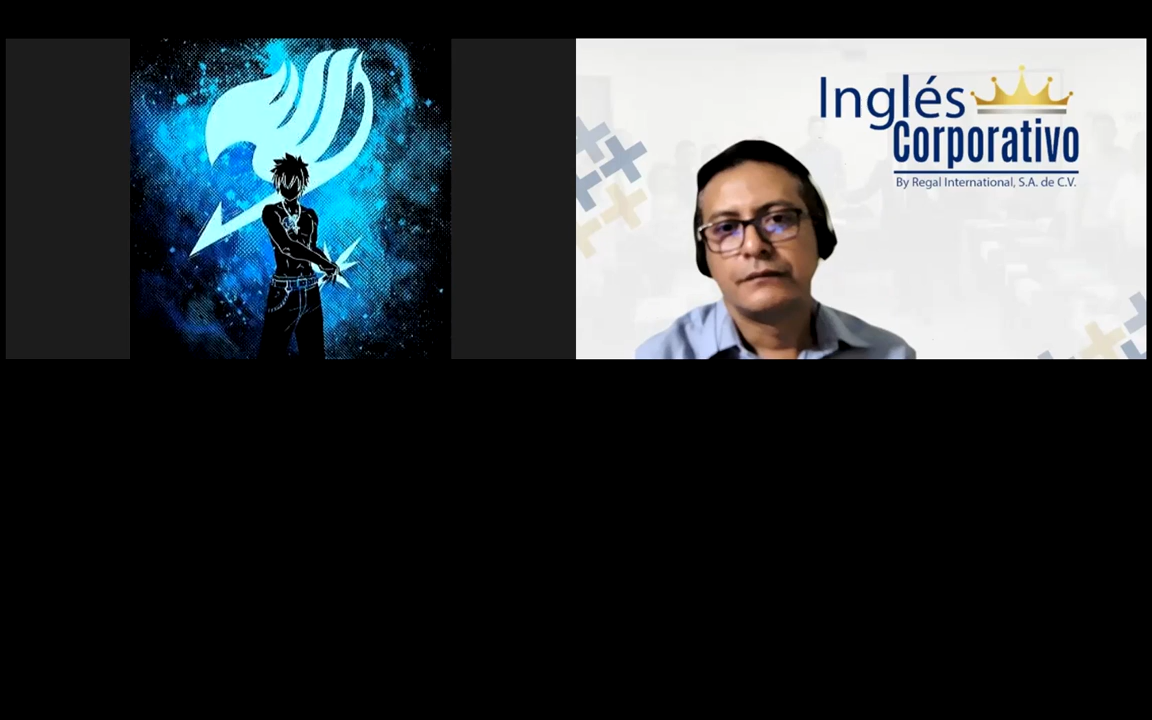 Inglés
Corporativo
By Regal International, S.A. de C.V.